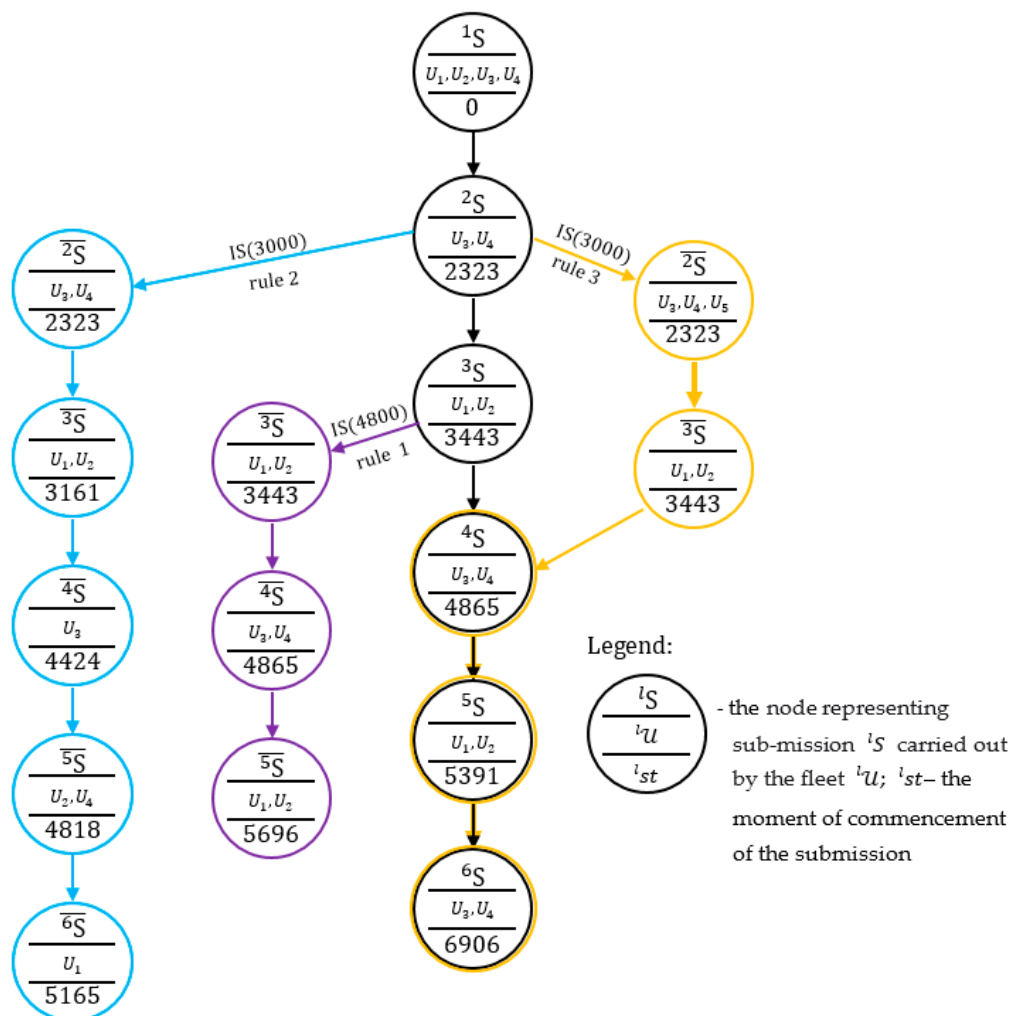 ¹S
U₁, U₂, U₃, U₄
0
²S
U₃, U₄
2323
IS(3000)
rule 2
IS(3000)
rule 3
²S̅
U₃, U₄
2323
²S̅
U₃, U₄, U₅
2323
³S
U₁, U₂
3443
IS(4800)
rule 1
³S̅
U₁, U₂
3161
³S̅
U₁, U₂
3443
³S̅
U₁, U₂
3443
⁴S
U₃, U₄
4865
⁴S̅
U₃
4424
⁴S̅
U₃, U₄
4865
⁵S
U₁, U₂
5391
⁵S̅
U₂, U₄
4818
⁵S̅
U₁, U₂
5696
⁶S
U₃, U₄
6906
⁶S̅
U₁
5165
Legend:
ˡS
ˡU
ˡst
- the node representing
sub-mission ˡS carried out
by the fleet ˡU; ˡst– the
moment of commencement
of the submission